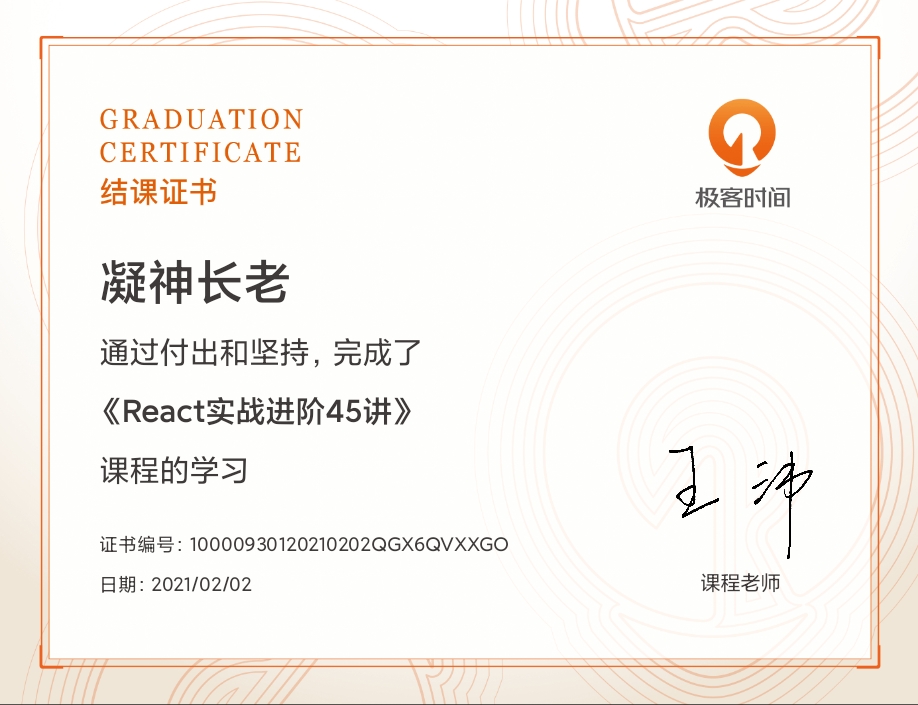 GRADUATION
CERTIFICATE
结课证书
极客时间
凝神长老
通过付出和坚持，完成了
《React实战进阶45讲》
课程的学习
王沛
证书编号：10000930120210202QGX6QVXXGO
日期：2021/02/02
课程老师